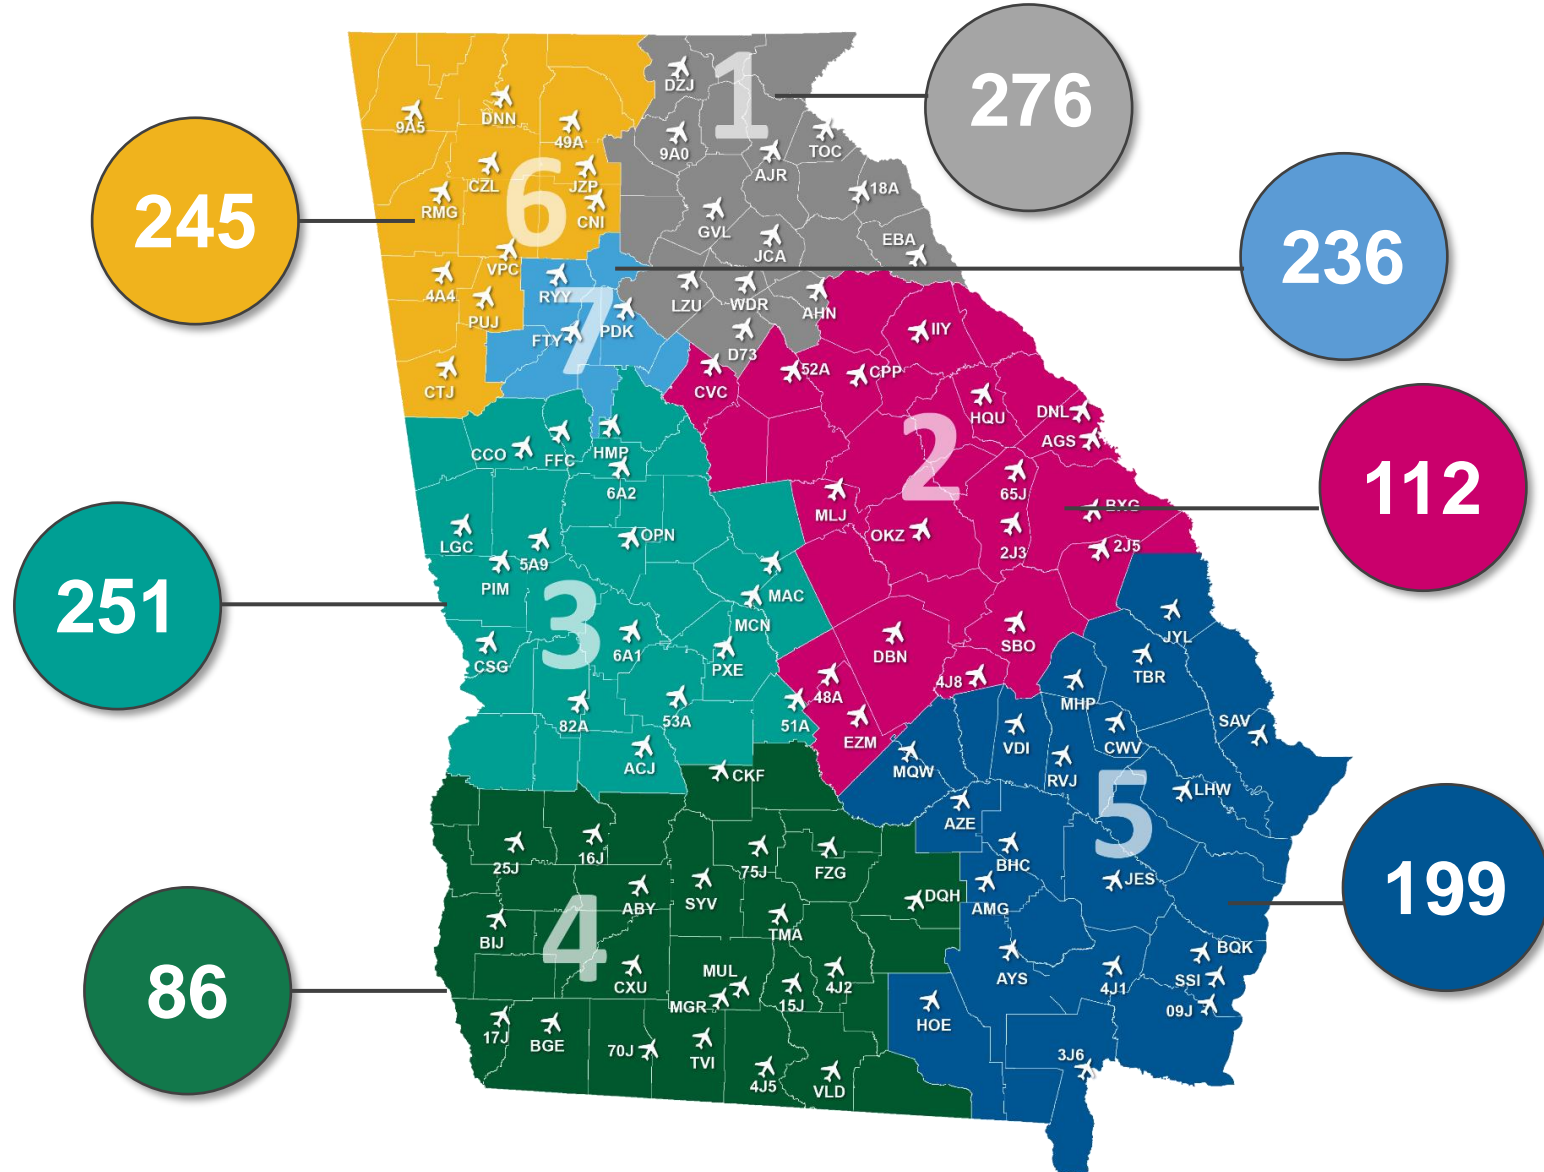 1
276
DZJ
9A5
DNN
49A
9A0
TOC
AJR
6
CZL
JZP
18A
245
RMG
CNI
GVL
EBA
JCA
236
VPC
4A4
RYY
LZU
WDR
AHN
PUJ
7
FTY
PDK
IIY
D73
CTJ
CVC
52A
CPP
HQU
DNL
AGS
CCO
FFC
HMP
2
6A2
65J
112
MLJ
BXG
LGC
5A9
OPN
OKZ
2J3
2J5
PIM
251
3
MAC
MCN
JYL
CSG
6A1
PXE
DBN
SBO
TBR
82A
53A
51A
48A
4J8
MHP
SAV
ACJ
EZM
VDI
CWV
CKF
MQW
RVJ
5
LHW
AZE
25J
16J
75J
FZG
BHC
JES
199
ABY
SYV
DQH
AMG
BIJ
4
TMA
BQK
86
CXU
MUL
MGR
15J
4J2
AYS
4J1
SSI
09J
17J
BGE
70J
TVI
HOE
4J5
VLD
3J6